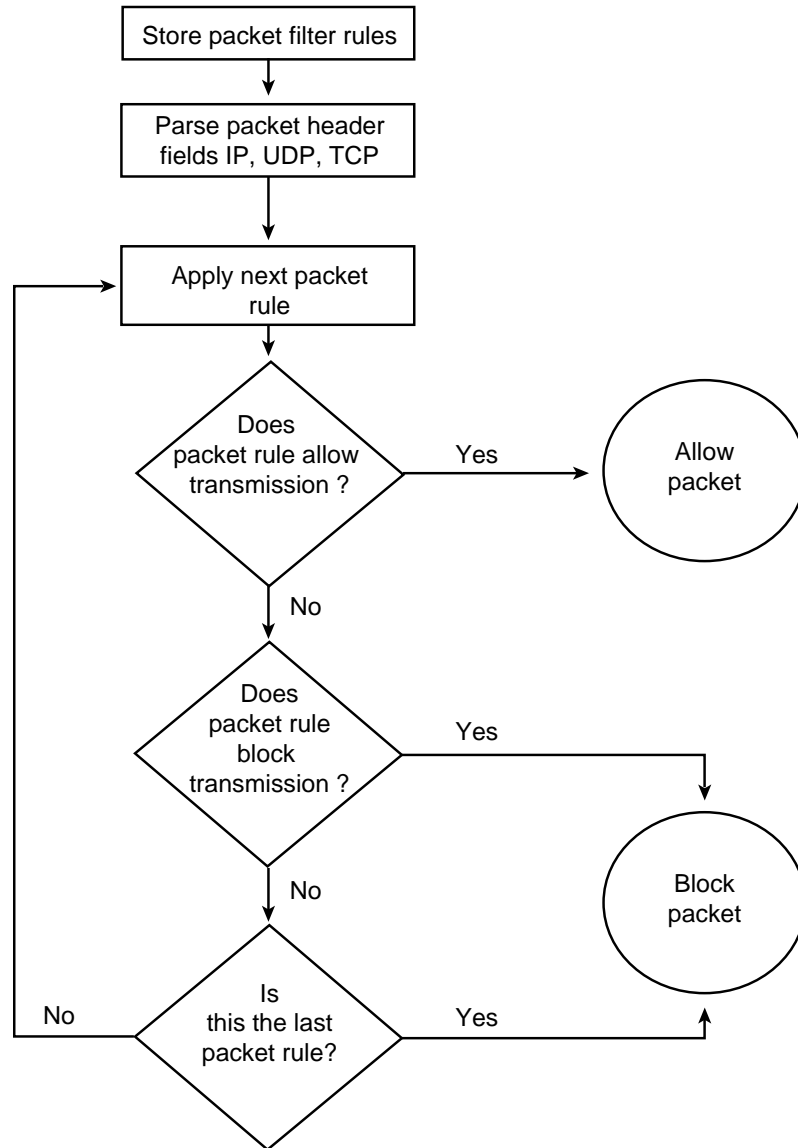 Store packet filter rules
Parse packet header
fields IP, UDP, TCP
Apply next packet
rule
Does
packet rule allow
transmission ?
Yes
Allow
packet
No
Does
packet rule
block
transmission ?
Yes
Block
packet
No
Is
this the last
packet rule?
No
Yes